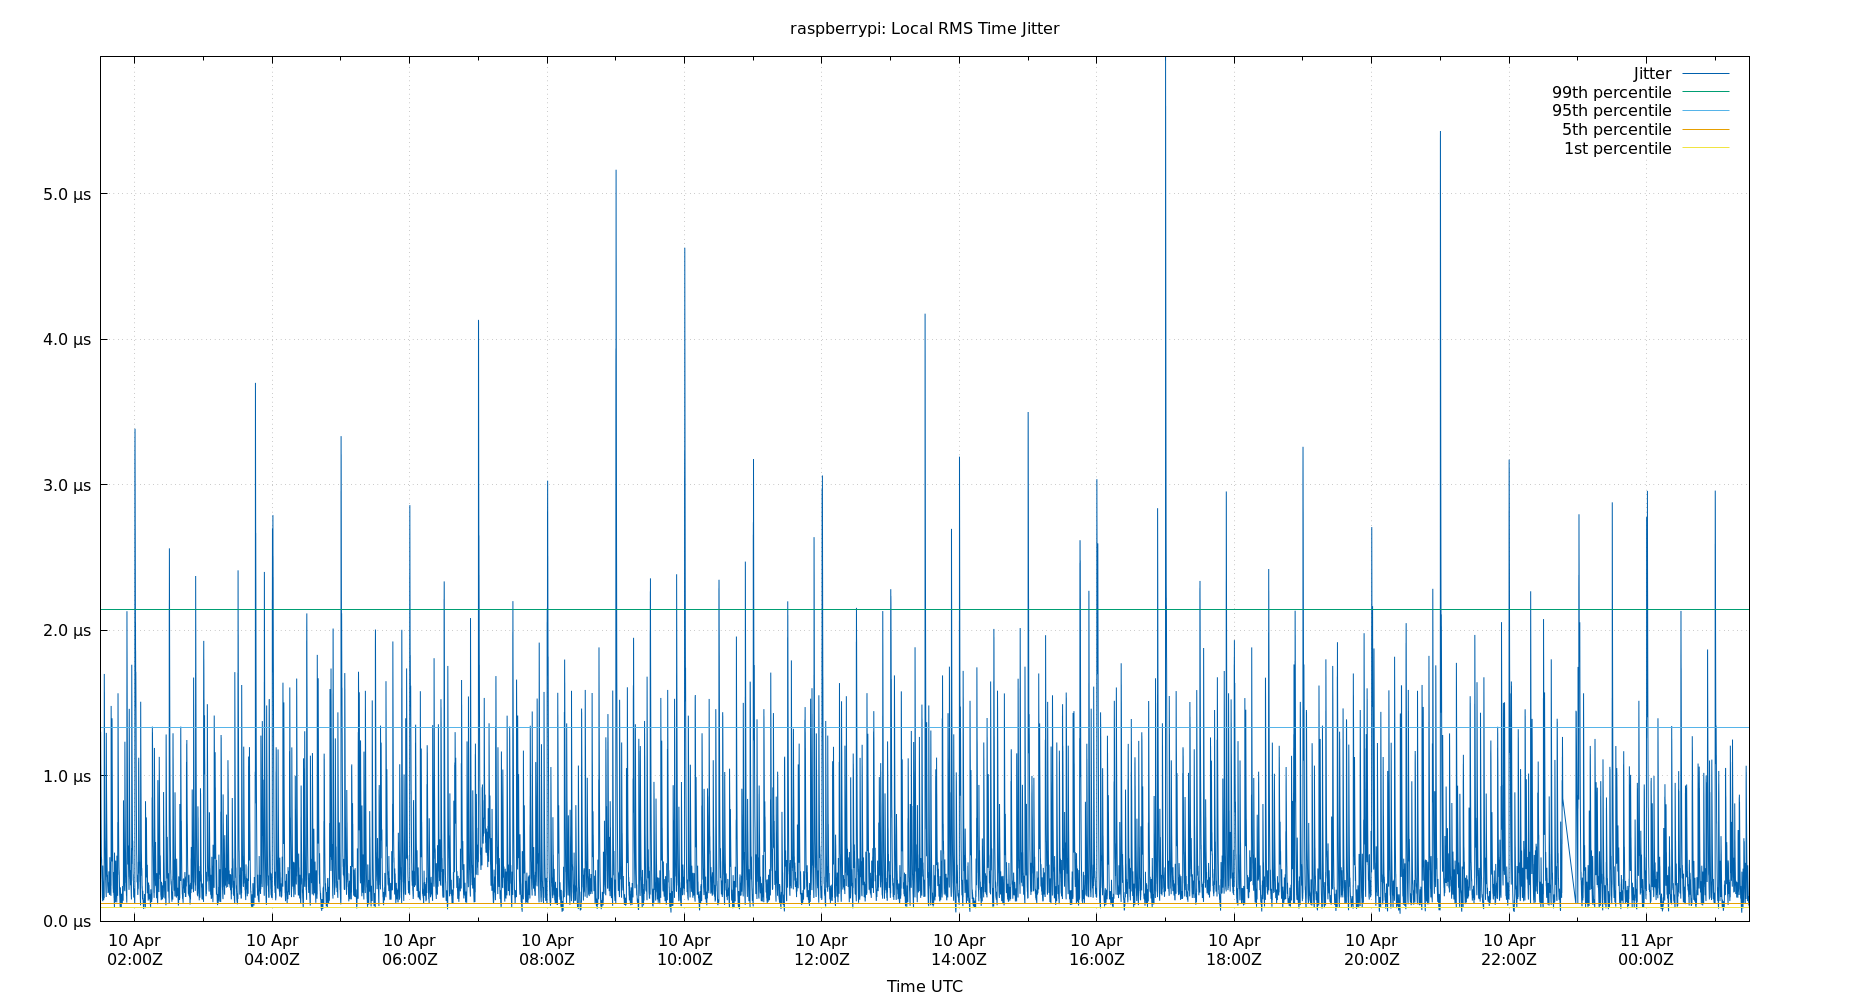 raspberrypi: Local RMS Time Jitter
Jitter
99th percentile
95th percentile
5th percentile
1st percentile
5.0 µs
4.0 µs
3.0 µs
2.0 µs
1.0 µs
0.0 µs
10 Apr 10 Apr 10 Apr 10 Apr 10 Apr 10 Apr 10 Apr 10 Apr 10 Apr 10 Apr 10 Apr 11 Apr
02:00Z 04:00Z 06:00Z 08:00Z 10:00Z 12:00Z 14:00Z 16:00Z 18:00Z 20:00Z 22:00Z 00:00Z
Time UTC